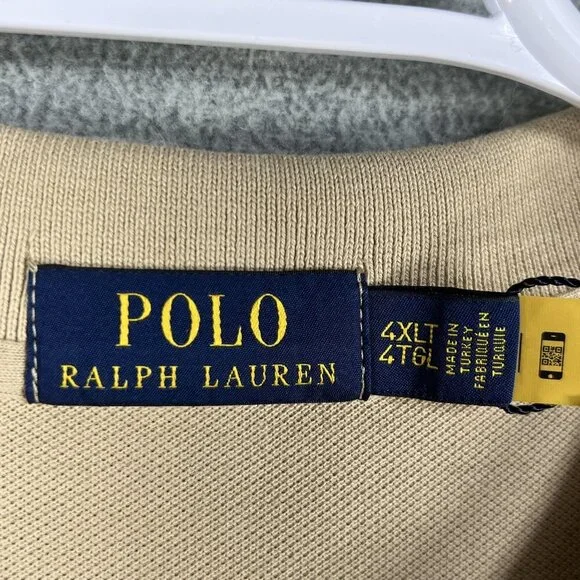 POLO
RALPH LAUREN
4XLT
4TGL
MADE IN
TURKEY
FABRIQUÉ EN
TURQUIE